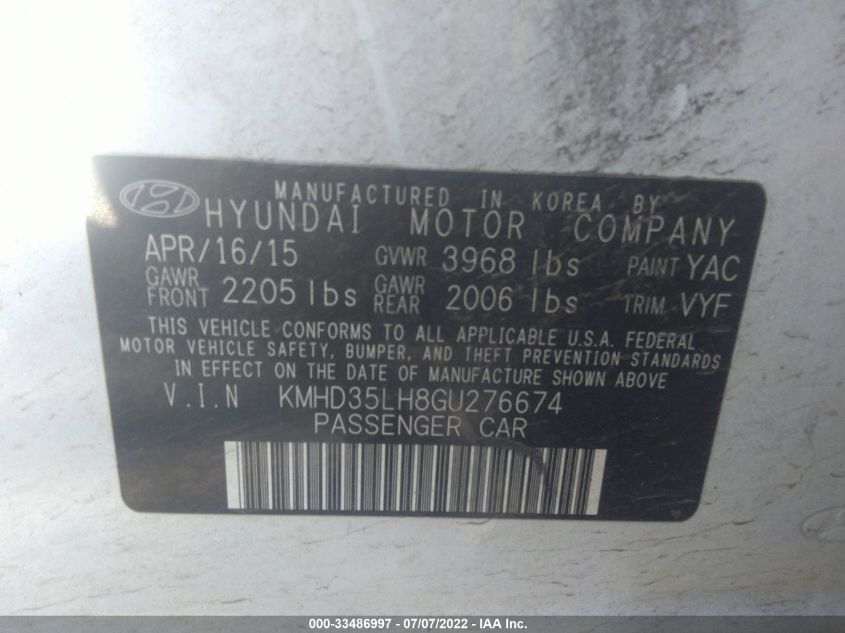 MANUFACTURED IN KOREA BY
HYUNDAI MOTOR COMPANY
APR/16/15 GVWR 3968 lbs PAINT YAC
GAWR FRONT 2205 lbs GAWR REAR 2006 lbs TRIM VYF
THIS VEHICLE CONFORMS TO ALL APPLICABLE U.S.A. FEDERAL
MOTOR VEHICLE SAFETY, BUMPER, AND THEFT PREVENTION STANDARDS
IN EFFECT ON THE DATE OF MANUFACTURE SHOWN ABOVE
V.I.N KMHD35LH8GU276674
PASSENGER CAR
000-33486997 - 07/07/2022 - IAA Inc.